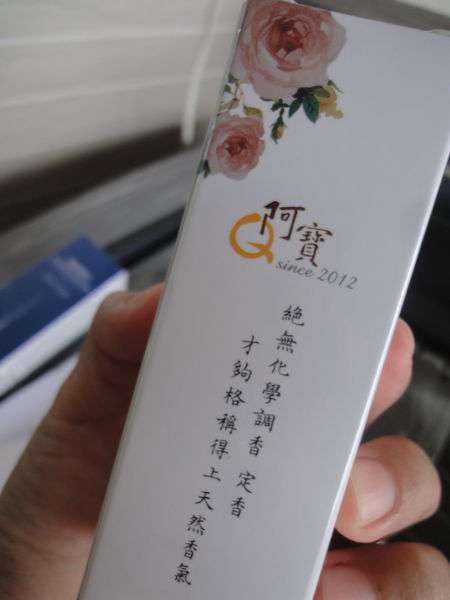 Q阿寶
since 2012
絕無化學調香 定香
才夠格稱得上天然香氣